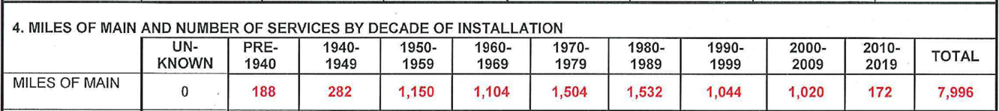 4. MILES OF MAIN AND NUMBER OF SERVICES BY DECADE OF INSTALLATION
UN-KNOWN PRE-1940 1940-1949 1950-1959 1960-1969 1970-1979 1980-1989 1990-1999 2000-2009 2010-2019 TOTAL
MILES OF MAIN 0 188 282 1,150 1,104 1,504 1,532 1,044 1,020 172 7,996